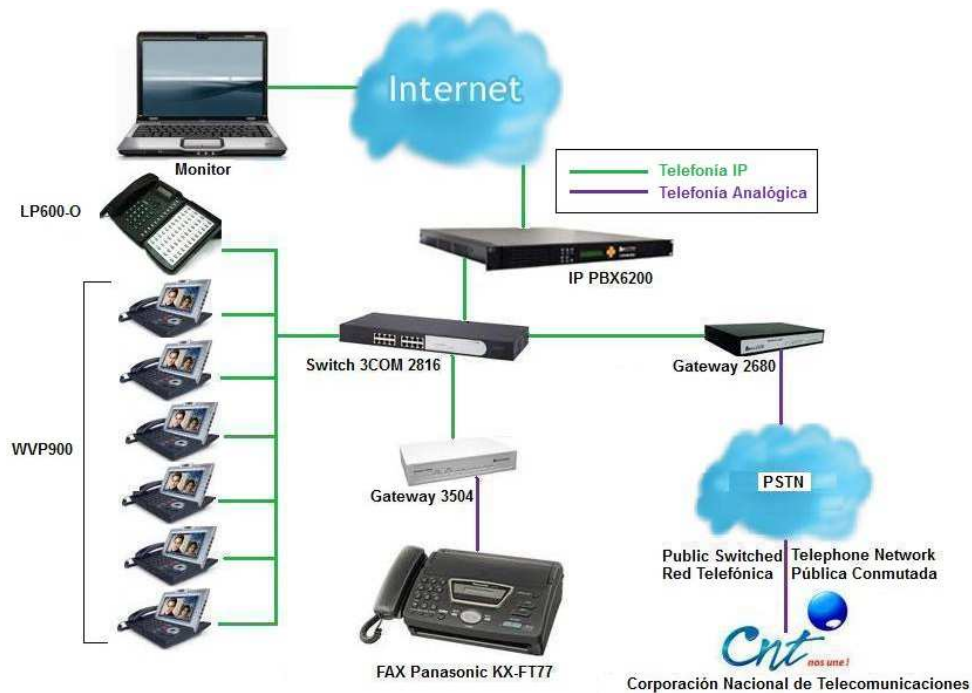 Internet
Monitor
Telefonía IP
Telefonía Analógica
LP600-O
IP PBX6200
Switch 3COM 2816
Gateway 2680
WVP900
Gateway 3504
PSTN
Public Switched Telephone Network
Red Telefónica Pública Conmutada
FAX Panasonic KX-FT77
Cnt
nos une!
Corporación Nacional de Telecomunicaciones